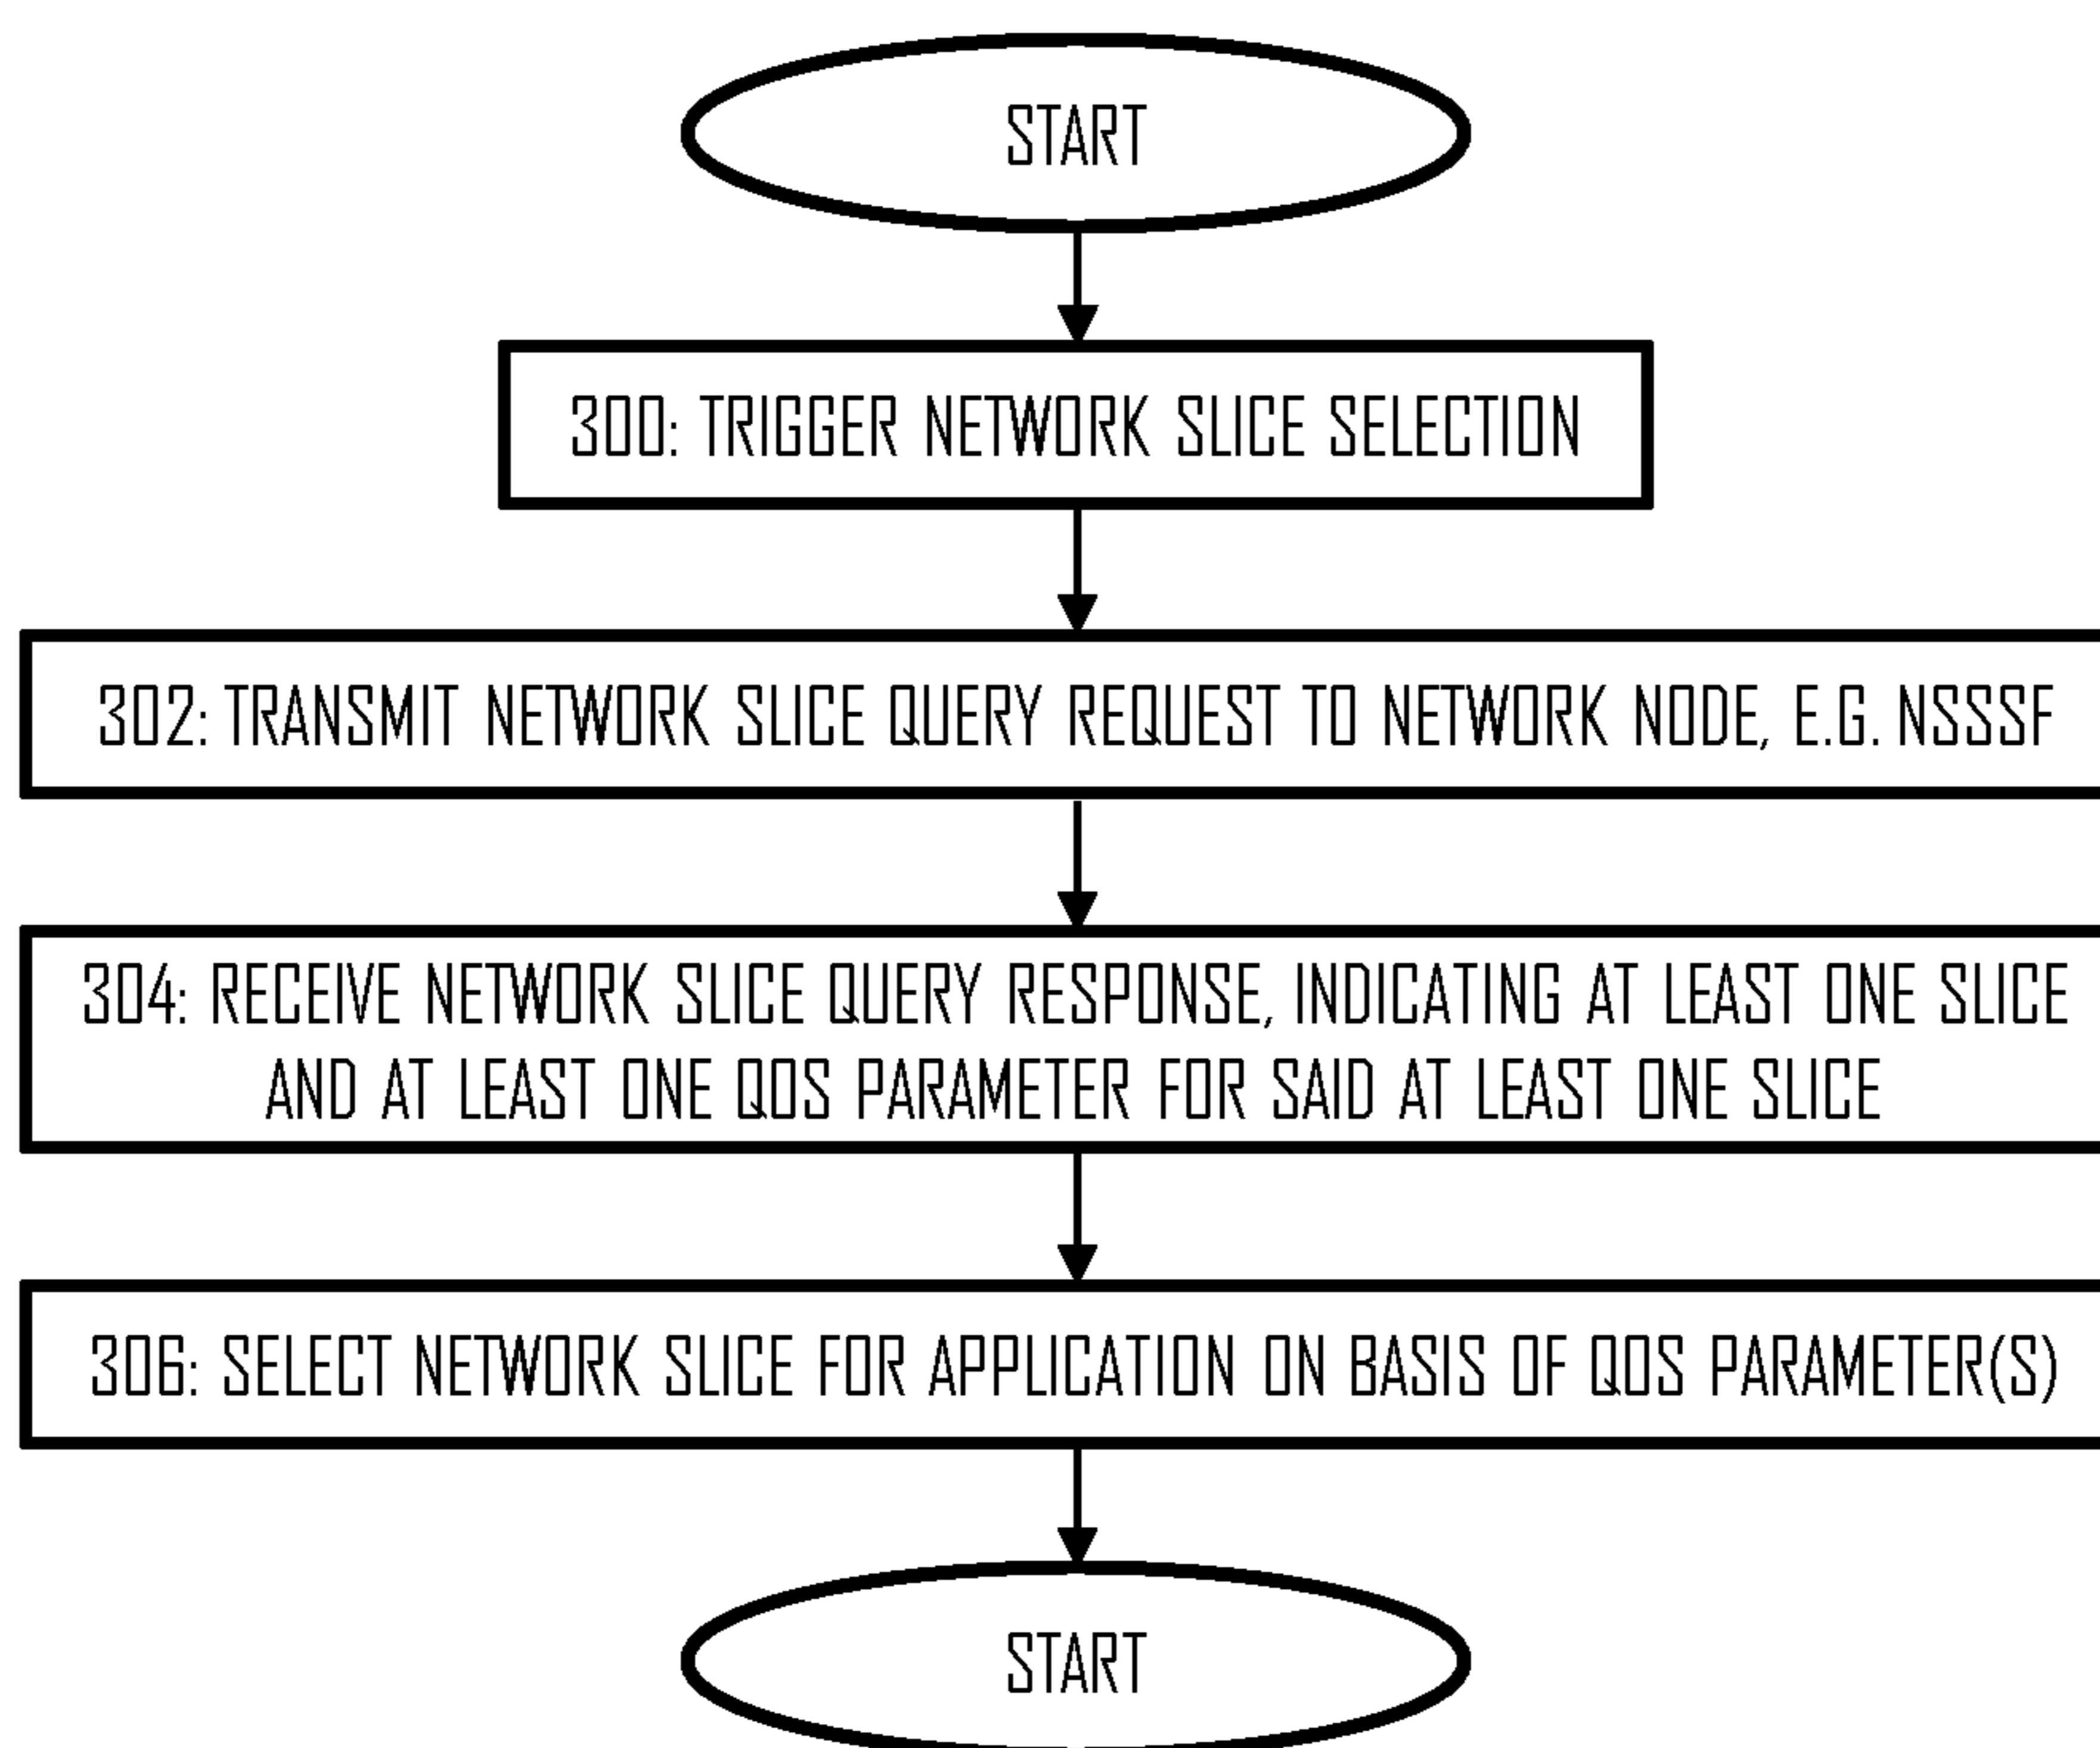 START
300: TRIGGER NETWORK SLICE SELECTION
302: TRANSMIT NETWORK SLICE QUERY REQUEST TO NETWORK NODE, E.G. NSSSF
304: RECEIVE NETWORK SLICE QUERY RESPONSE, INDICATING AT LEAST ONE SLICE
AND AT LEAST ONE QOS PARAMETER FOR SAID AT LEAST ONE SLICE
306: SELECT NETWORK SLICE FOR APPLICATION ON BASIS OF QOS PARAMETER(S)
START